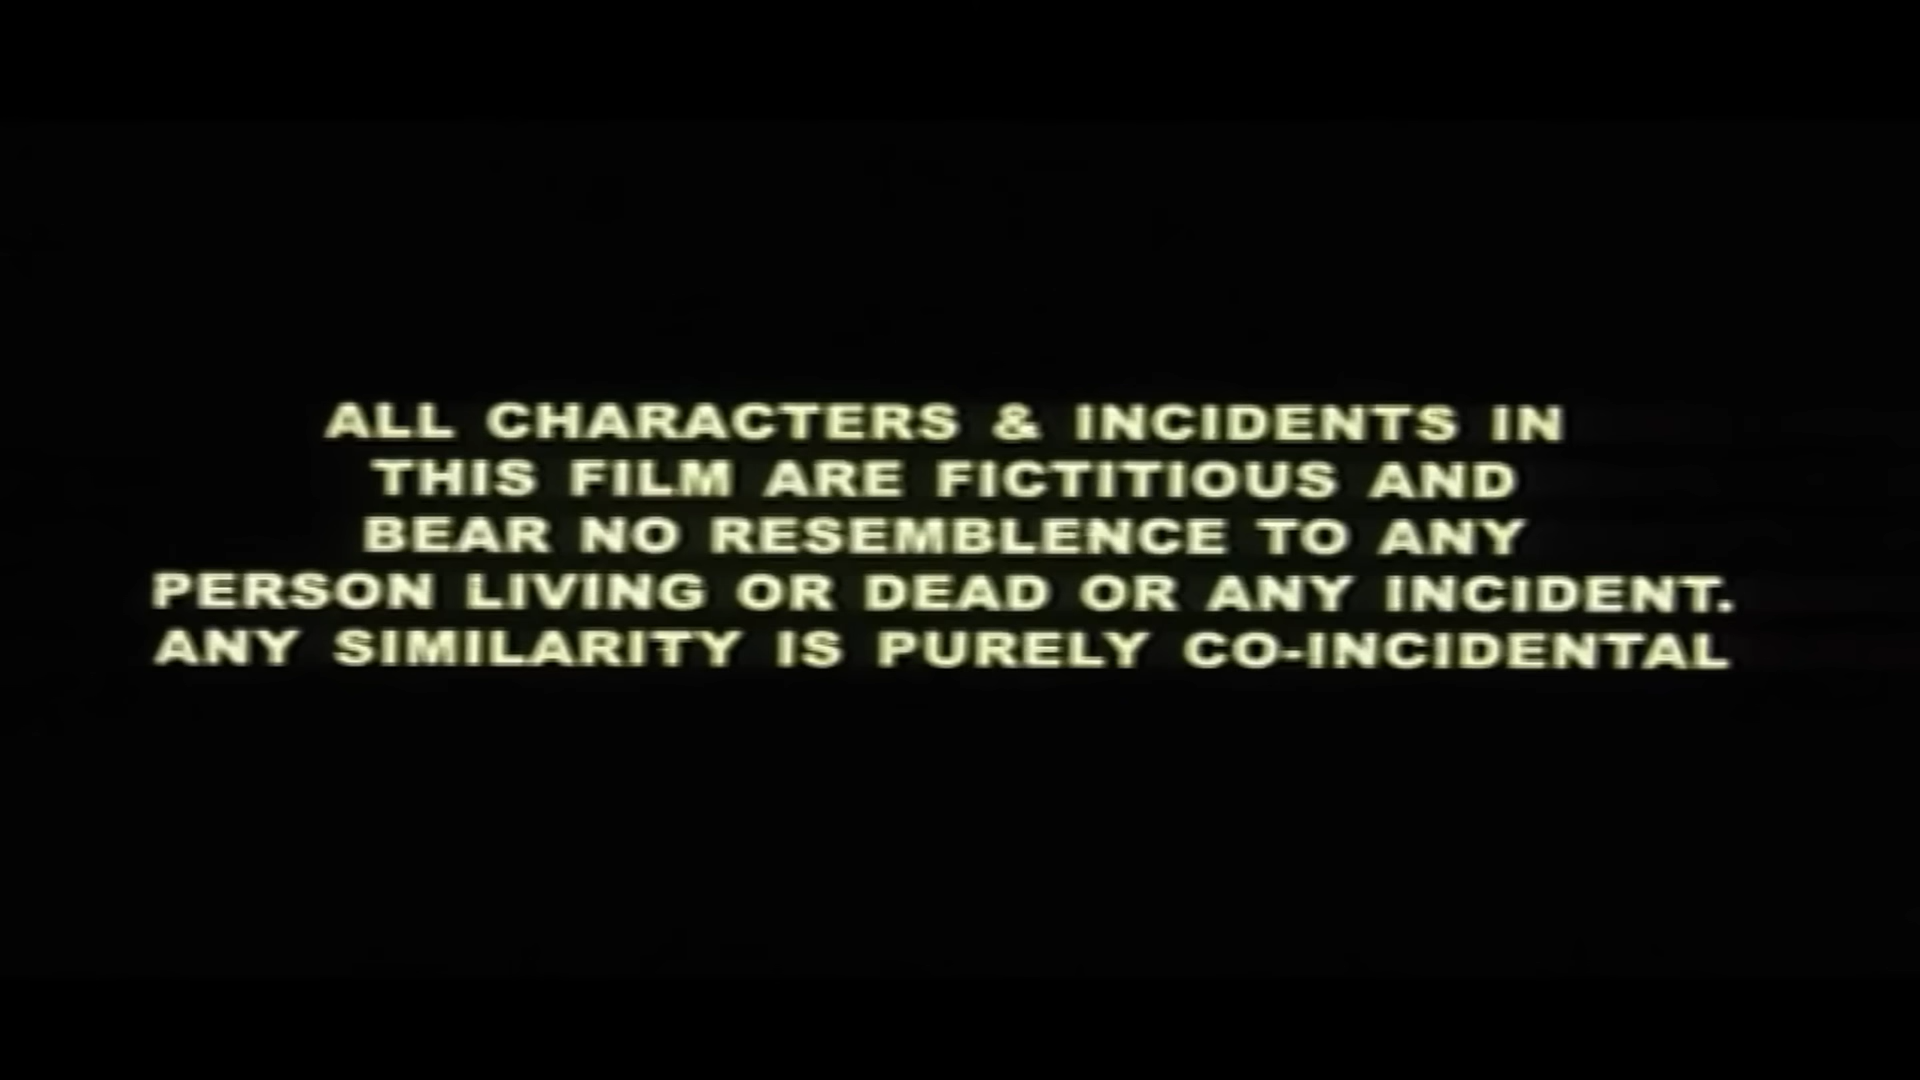 ALL CHARACTERS & INCIDENTS IN
THIS FILM ARE FICTITIOUS AND
BEAR NO RESEMBLENCE TO ANY
PERSON LIVING OR DEAD OR ANY INCIDENT.
ANY SIMILARITY IS PURELY CO-INCIDENTAL